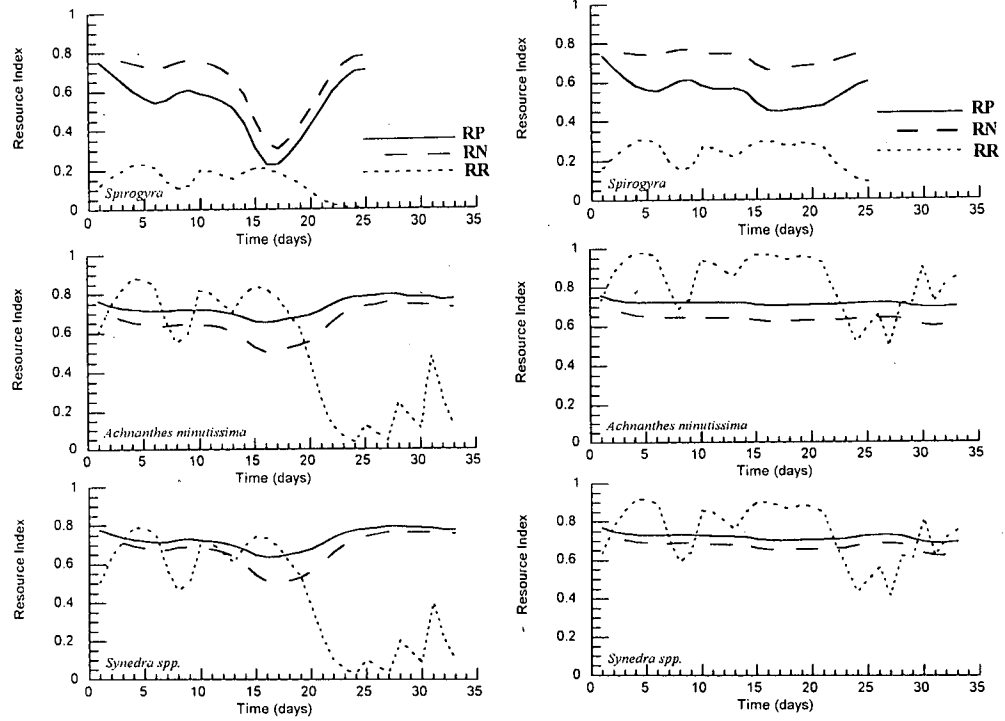 1
0.8
0.6
0.4
0.2
0
Resource Index
RP
RN
RR
Spirogyra
0 5 10 15 20 25 30 35
Time (days)
1
0.8
0.6
0.4
0.2
0
Resource Index
RP
RN
RR
Spirogyra
0 5 10 15 20 25 30 35
Time (days)
1
0.8
0.6
0.4
0.2
0
Resource Index
Achnanthes minutissima
0 5 10 15 20 25 30 35
Time (days)
1
0.8
0.6
0.4
0.2
0
Resource Index
Achnanthes minutissima
0 5 10 15 20 25 30 35
Time (days)
1
0.8
0.6
0.4
0.2
0
Resource Index
Synedra spp.
0 5 10 15 20 25 30 35
Time (days)
1
0.8
0.6
0.4
0.2
0
Resource Index
Synedra spp.
0 5 10 15 20 25 30 35
Time (days)